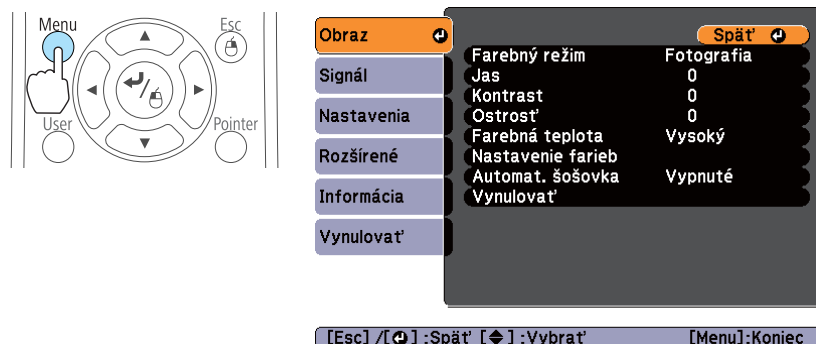 Menu
Esc
User
Pointer
Obraz
Signál
Nastavenia
Rozšírené
Informácia
Vynulovať
Späť
Farebný režim Fotografia
Jas 0
Kontrast 0
Ostrosť 0
Farebná teplota Vysoký
Nastavenie farieb
Automat. šošovka Vypnuté
Vynulovať
[Esc] /[ ] :Späť [ ] :Vybrať [Menu]:Koniec